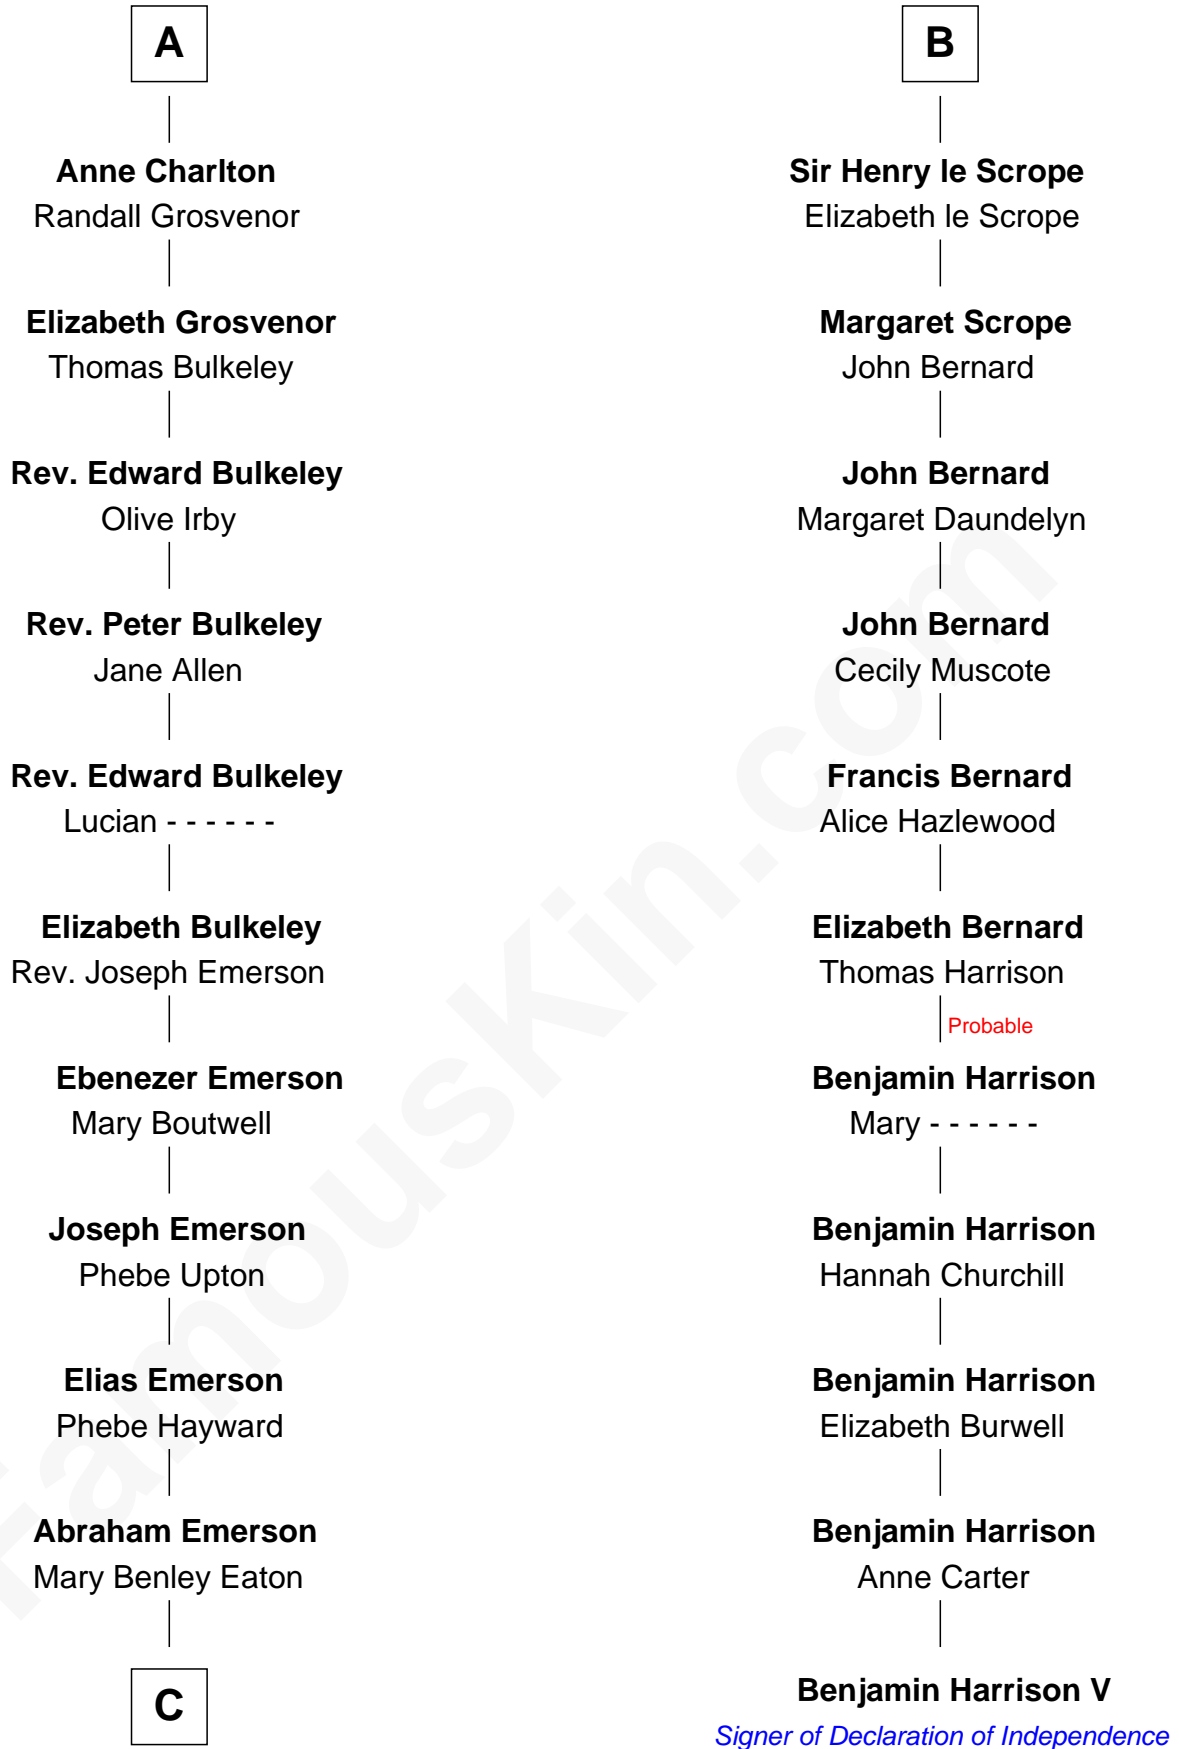 A
Anne Charlton
Randall Grosvenor
Elizabeth Grosvenor
Thomas Bulkeley
Rev. Edward Bulkeley
Olive Irby
Rev. Peter Bulkeley
Jane Allen
Rev. Edward Bulkeley
Lucian - - - - - -
Elizabeth Bulkeley
Rev. Joseph Emerson
Ebenezer Emerson
Mary Boutwell
Joseph Emerson
Phebe Upton
Elias Emerson
Phebe Hayward
Abraham Emerson
Mary Benley Eaton
C
B
Sir Henry le Scrope
Elizabeth le Scrope
Margaret Scrope
John Bernard
John Bernard
Margaret Daundelyn
John Bernard
Cecily Muscote
Francis Bernard
Alice Hazlewood
Elizabeth Bernard
Thomas Harrison
Probable
Benjamin Harrison
Mary - - - - - -
Benjamin Harrison
Hannah Churchill
Benjamin Harrison
Elizabeth Burwell
Benjamin Harrison
Anne Carter
Benjamin Harrison V
Signer of Declaration of Independence
FamousKin.com